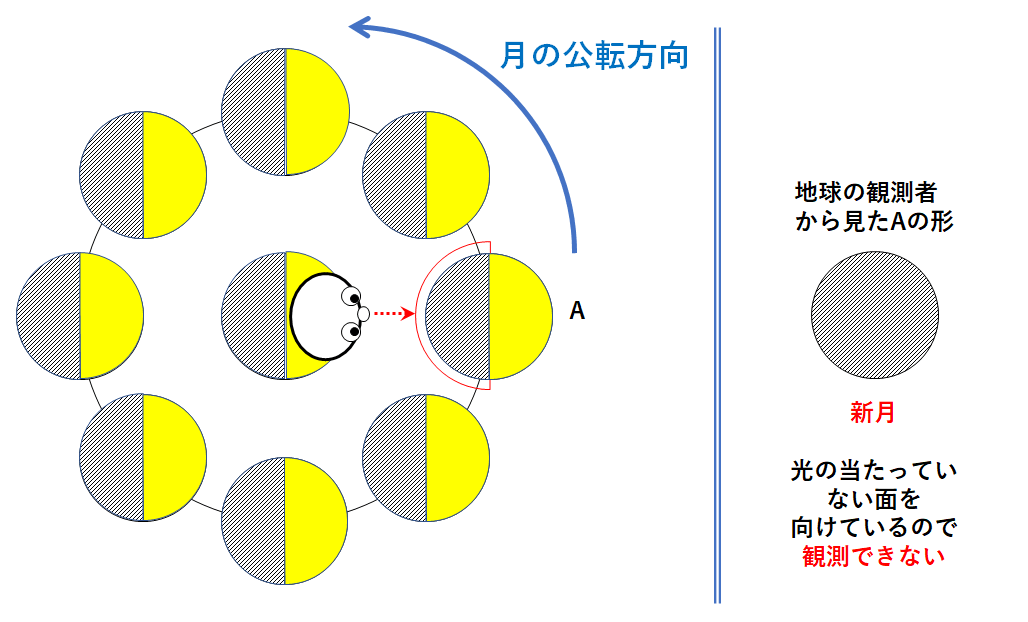 月の公転方向
A
地球の観測者
から見たAの形
新月
光の当たってい
ない面を
向けているので
観測できない